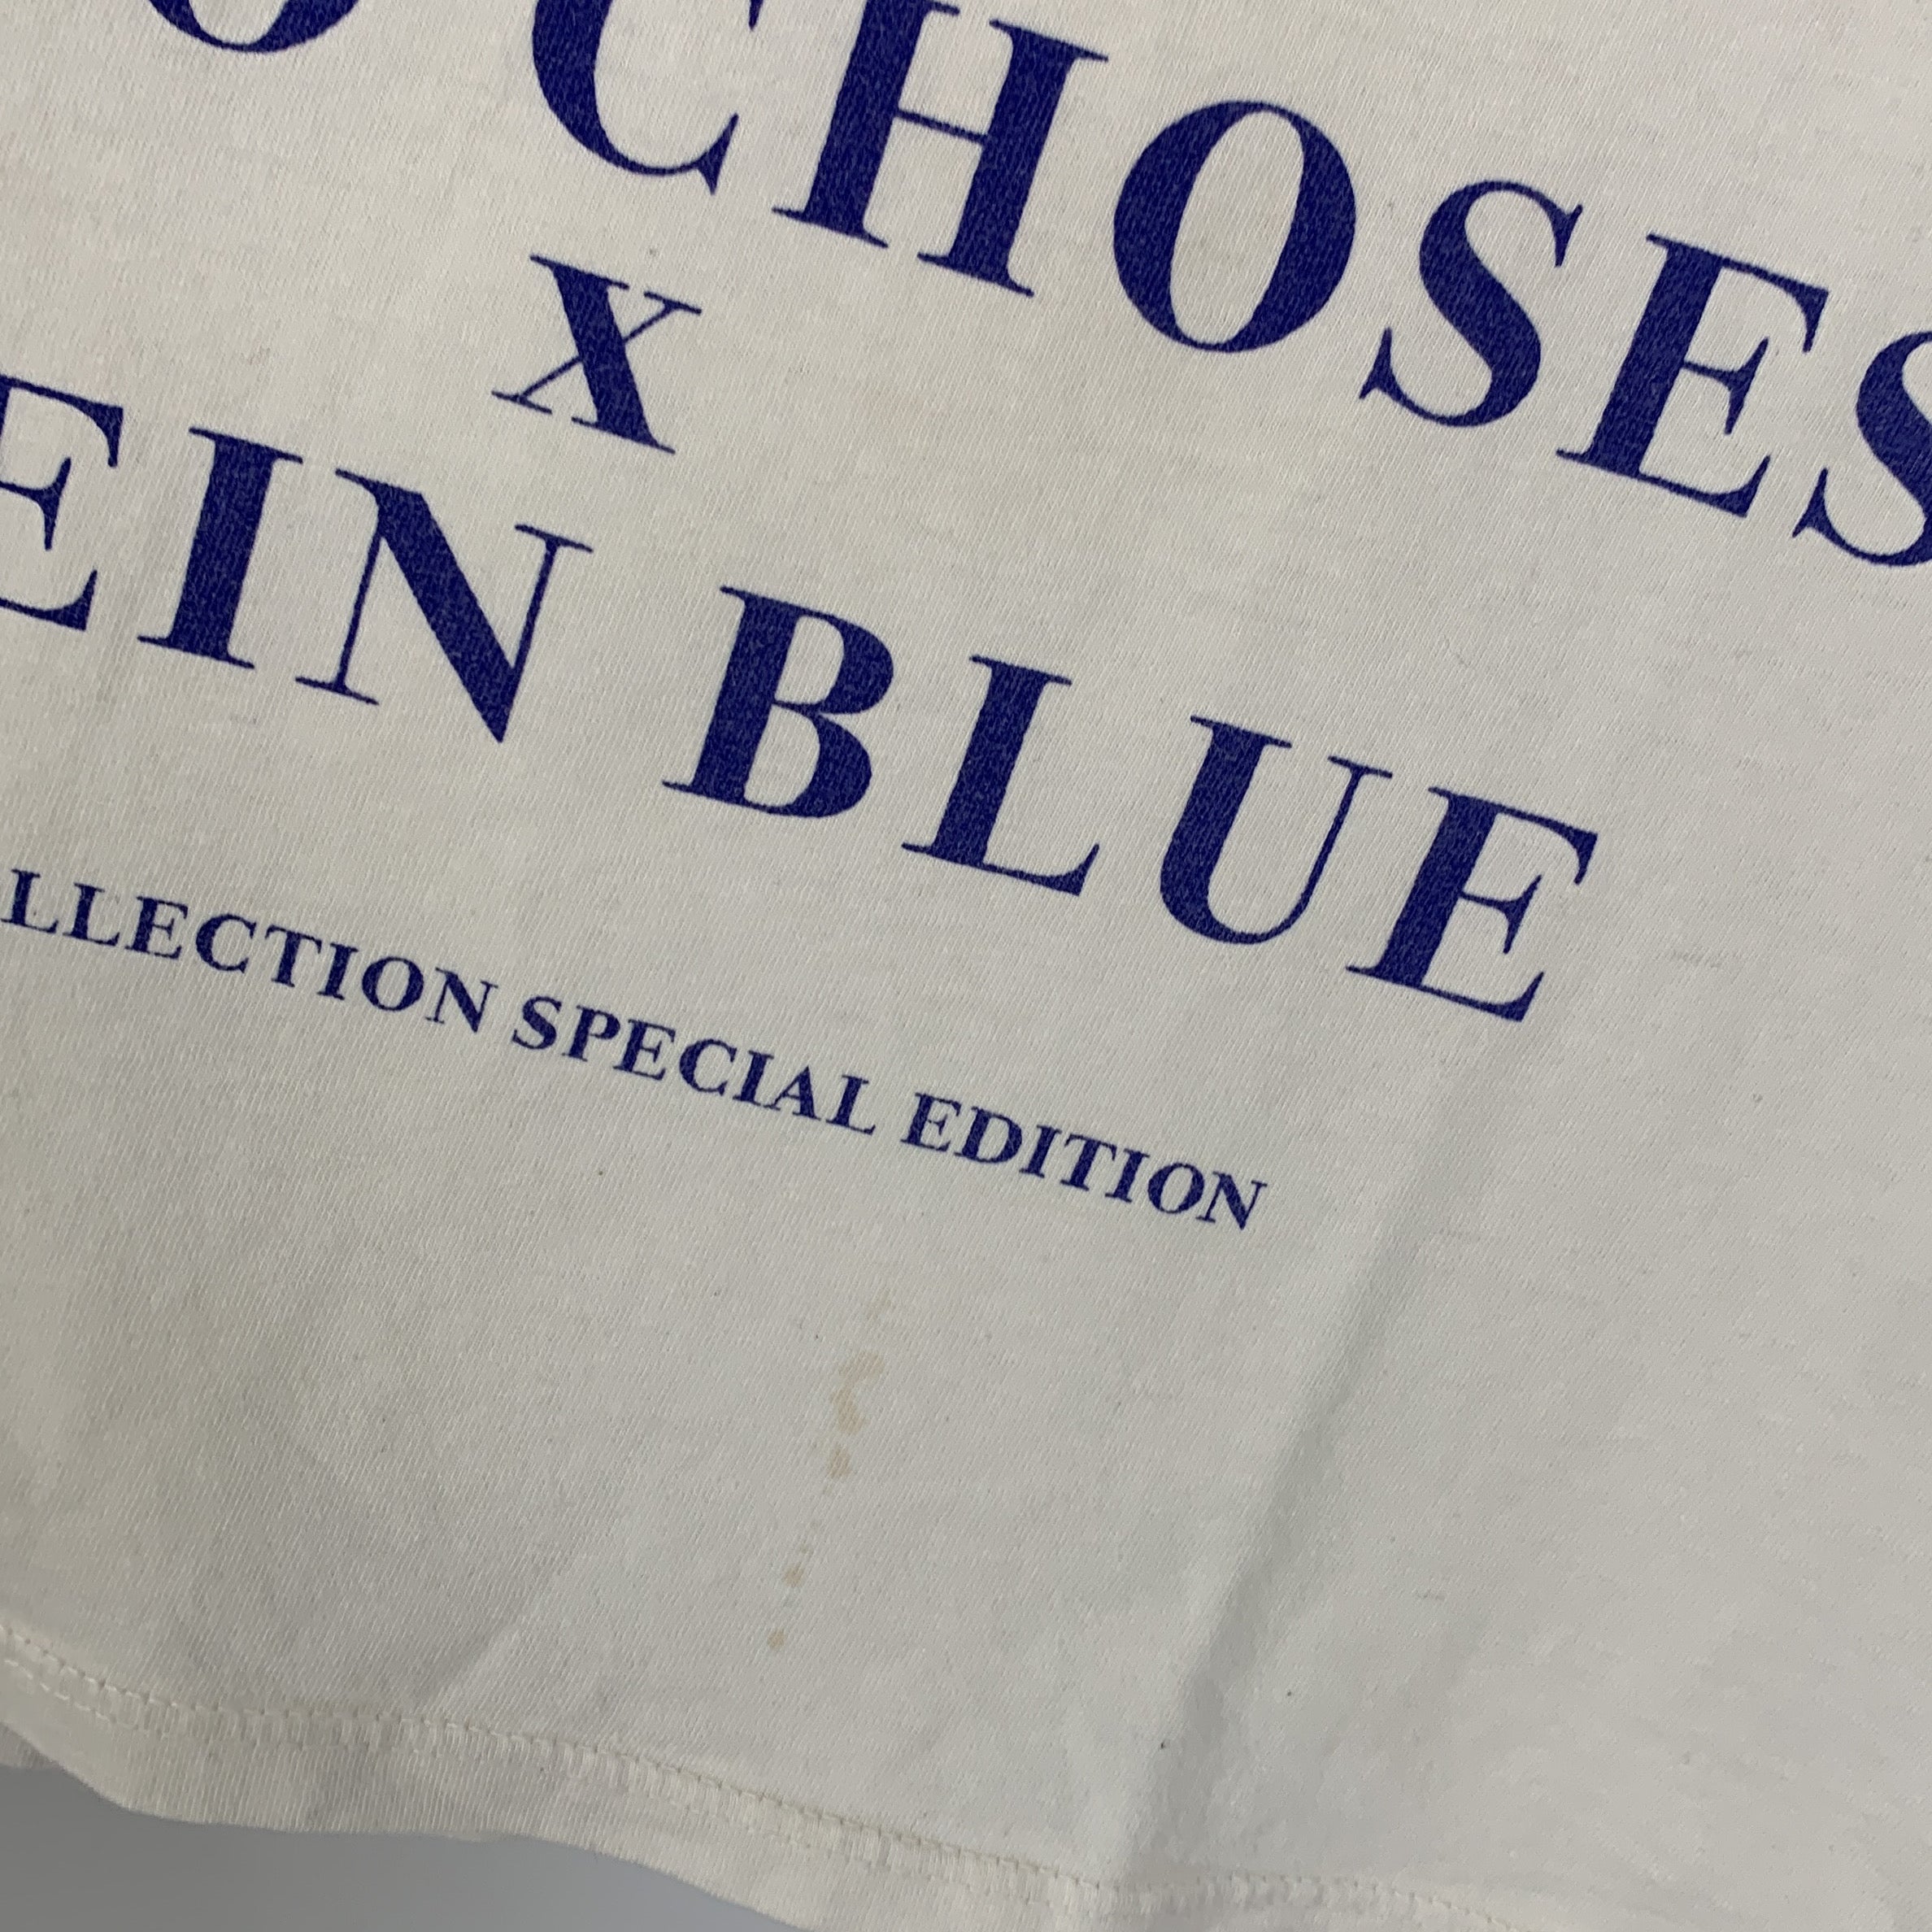 O CHOSES
X
EIN BLUE
LLECTION SPECIAL EDITION